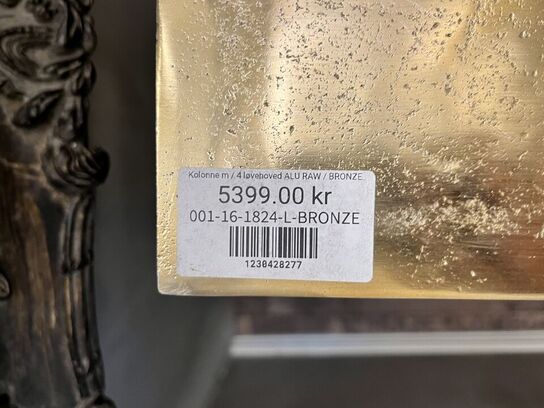 Kolonne m / 4 løvehoved ALU RAW / BRONZE.
5399.00 kr
001-16-1824-L-BRONZE
1230428277